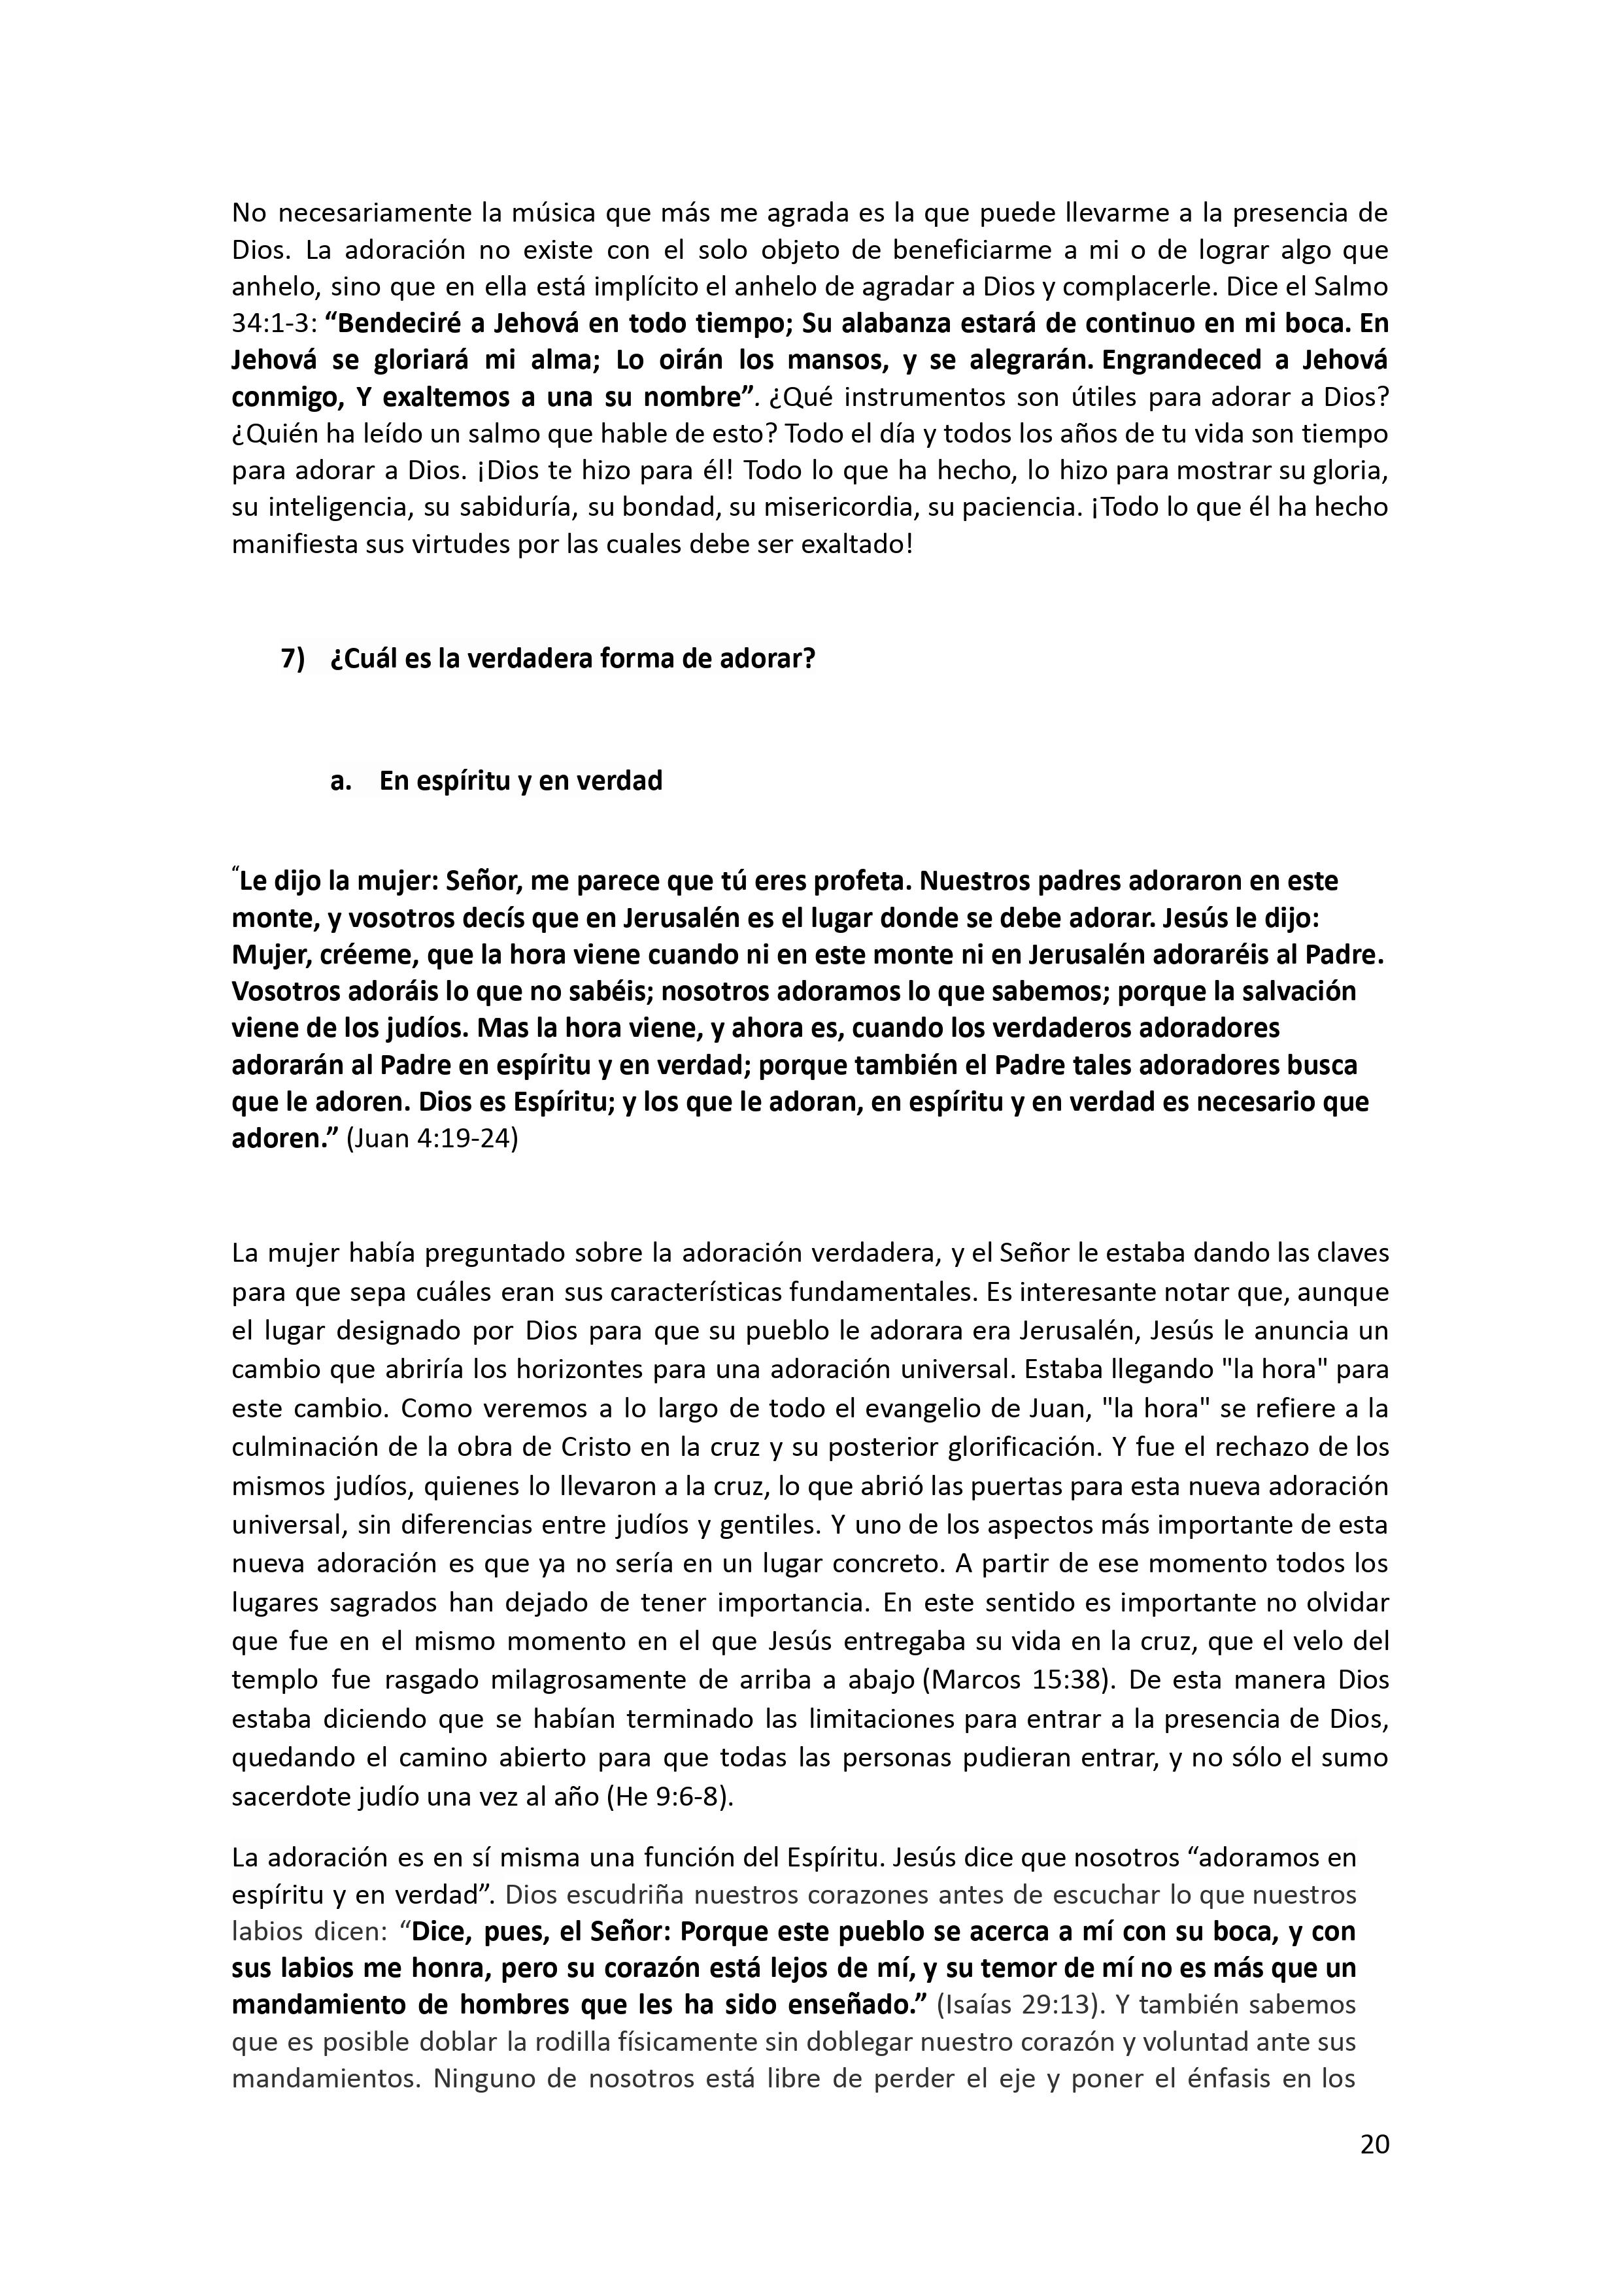 No necesariamente la música que más me agrada es la que puede llevarme a la presencia de
Dios. La adoración no existe con el solo objeto de beneficiarme a mi o de lograr algo que
anhelo, sino que en ella está implícito el anhelo de agradar a Dios y complacerle. Dice el Salmo
34:1-3: “Bendeciré a Jehová en todo tiempo; Su alabanza estará de continuo en mi boca. En
Jehová se gloriará mi alma; Lo oirán los mansos, y se alegrarán. Engrandeced a Jehová
conmigo, Y exaltemos a una su nombre”. ¿Qué instrumentos son útiles para adorar a Dios?
¿Quién ha leído un salmo que hable de esto? Todo el día y todos los años de tu vida son tiempo
para adorar a Dios. ¡Dios te hizo para él! Todo lo que ha hecho, lo hizo para mostrar su gloria,
su inteligencia, su sabiduría, su bondad, su misericordia, su paciencia. ¡Todo lo que él ha hecho
manifiesta sus virtudes por las cuales debe ser exaltado!
7) ¿Cuál es la verdadera forma de adorar?
a. En espíritu y en verdad
“Le dijo la mujer: Señor, me parece que tú eres profeta. Nuestros padres adoraron en este
monte, y vosotros decís que en Jerusalén es el lugar donde se debe adorar. Jesús le dijo:
Mujer, créeme, que la hora viene cuando ni en este monte ni en Jerusalén adoraréis al Padre.
Vosotros adoráis lo que no sabéis; nosotros adoramos lo que sabemos; porque la salvación
viene de los judíos. Mas la hora viene, y ahora es, cuando los verdaderos adoradores
adorarán al Padre en espíritu y en verdad; porque también el Padre tales adoradores busca
que le adoren. Dios es Espíritu; y los que le adoran, en espíritu y en verdad es necesario que
adoren.” (Juan 4:19-24)
La mujer había preguntado sobre la adoración verdadera, y el Señor le estaba dando las claves
para que sepa cuáles eran sus características fundamentales. Es interesante notar que, aunque
el lugar designado por Dios para que su pueblo le adorara era Jerusalén, Jesús le anuncia un
cambio que abriría los horizontes para una adoración universal. Estaba llegando "la hora" para
este cambio. Como veremos a lo largo de todo el evangelio de Juan, "la hora" se refiere a la
culminación de la obra de Cristo en la cruz y su posterior glorificación. Y fue el rechazo de los
mismos judíos, quienes lo llevaron a la cruz, lo que abrió las puertas para esta nueva adoración
universal, sin diferencias entre judíos y gentiles. Y uno de los aspectos más importante de esta
nueva adoración es que ya no sería en un lugar concreto. A partir de ese momento todos los
lugares sagrados han dejado de tener importancia. En este sentido es importante no olvidar
que fue en el mismo momento en el que Jesús entregaba su vida en la cruz, que el velo del
templo fue rasgado milagrosamente de arriba a abajo (Marcos 15:38). De esta manera Dios
estaba diciendo que se habían terminado las limitaciones para entrar a la presencia de Dios,
quedando el camino abierto para que todas las personas pudieran entrar, y no sólo el sumo
sacerdote judío una vez al año (He 9:6-8).
La adoración es en sí misma una función del Espíritu. Jesús dice que nosotros “adoramos en
espíritu y en verdad”. Dios escudriña nuestros corazones antes de escuchar lo que nuestros
labios dicen: “Dice, pues, el Señor: Porque este pueblo se acerca a mí con su boca, y con
sus labios me honra, pero su corazón está lejos de mí, y su temor de mí no es más que un
mandamiento de hombres que les ha sido enseñado.” (Isaías 29:13). Y también sabemos
que es posible doblar la rodilla físicamente sin doblegar nuestro corazón y voluntad ante sus
mandamientos. Ninguno de nosotros está libre de perder el eje y poner el énfasis en los
20